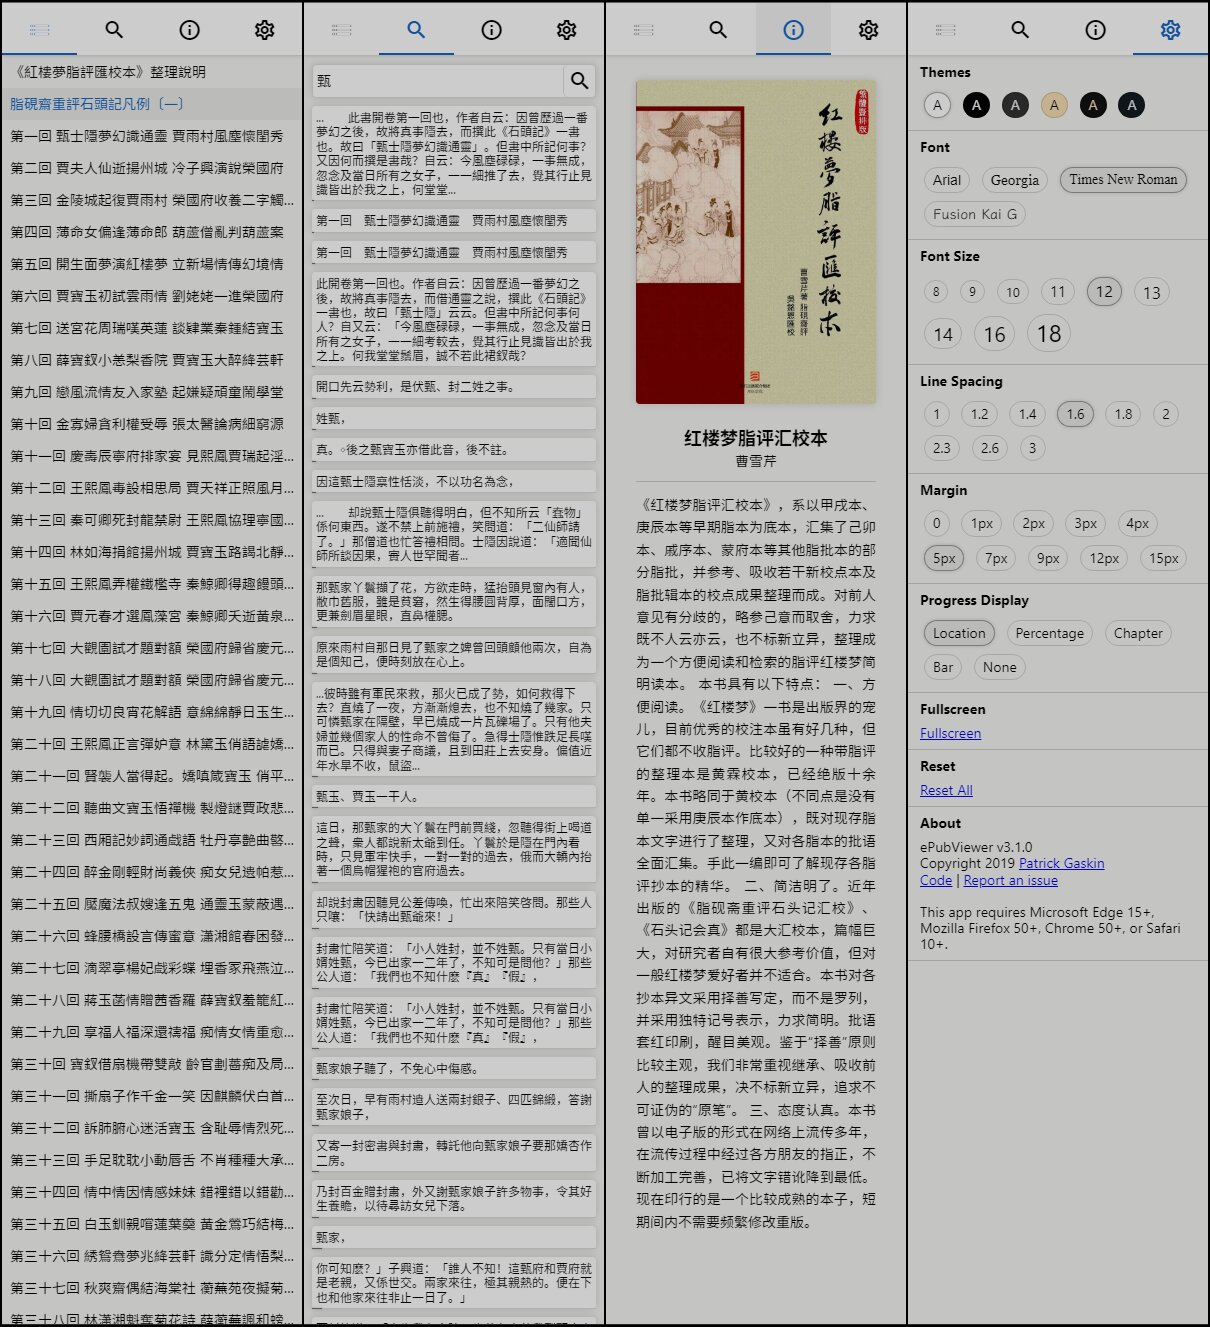 《紅樓夢脂評匯校本》整理說明
脂硯齋重評石頭記凡例〔一〕
第一回 甄士隱夢幻識通靈 賈雨村風塵懷閨秀
第二回 賈夫人仙逝揚州城 冷子興演說榮國府
第三回 金陵城起復賈雨村 榮國府收養二字觸...
第四回 薄命女偏逢薄命郎 葫蘆僧亂判葫蘆案
第五回 開生面夢演紅樓夢 立新場情傳幻境情
第六回 賈寶玉初試雲雨情 劉姥姥一進榮國府
第七回 送宮花周瑞嘆英蓮 談肄業秦鍾結寶玉
第八回 薛寶釵小恙梨香院 賈寶玉大醉絳芸軒
第九回 戀風流情友入家塾 起嫌疑頑童鬧學堂
第十回 金寡婦貪利權受辱 張太醫論病細窮源
第十一回 慶壽辰寧府排家宴 見熙鳳賈瑞起淫...
第十二回 王熙鳳毒設相思局 賈天祥正照風月...
第十三回 秦可卿死封龍禁尉 王熙鳳協理寧國...
第十四回 林如海捐館揚州城 賈寶玉路謁北靜...
第十五回 王熙鳳弄權鐵檻寺 秦鯨卿得趣饅頭...
第十六回 賈元春才選鳳藻宮 秦鯨卿夭逝黃泉...
第十七回 大觀園試才題對額 榮國府歸省慶元...
第十八回 大觀園試才題對額 榮國府歸省慶元...
第十九回 情切切良宵花解語 意綿綿靜日玉生...
第二十回 王熙鳳正言彈妒意 林黛玉俏語謔嬌...
第二十一回 賢襲人當得起。嬌嗔箴寶玉 俏平...
第二十二回 聽曲文寶玉悟禪機 製燈謎賈政悲...
第二十三回 西厢記妙詞通戲語 牡丹亭艷曲警...
第二十四回 醉金剛輕財尚義俠 痴女兒遺帕惹...
第二十五回 魘魔法叔嫂逢五鬼 通靈玉蒙蔽遇...
第二十六回 蜂腰橋設言傳蜜意 瀟湘館春困發...
第二十七回 滴翠亭楊妃戲彩蝶 埋香冢飛燕泣...
第二十八回 蔣玉菡情贈茜香羅 薛寶釵羞籠紅...
第二十九回 享福人福深還禱福 痴情女情重愈...
第三十回 寶釵借扇機帶雙敲 齡官劃薔痴及局...
第三十一回 撕扇子作千金一笑 因麒麟伏白首...
第三十二回 訴肺腑心迷活寶玉 含耻辱情烈死...
第三十三回 手足耽耽小動唇舌 不肖種種大承...
第三十四回 情中情因情感妹妹 錯裡錯以錯勸...
第三十五回 白玉釧親嚐蓮葉羹 黃金鶯巧結梅...
第三十六回 綉鴛鴦夢兆絳芸軒 識分定情悟梨...
第三十七回 秋爽齋偶結海棠社 蘅蕪苑夜擬菊...
第三十八回 林瀟湘魁奪菊花詩 薛蘅蕪諷和螃...
甄
... 此書開卷第一回也，作者自云：因曾歷過一番
夢幻之後，故將真事隱去，而撰此《石頭記》一書
也。故曰「甄士隱夢幻識通靈」。但書中所記何事？
又因何而撰是書哉？自云：今風塵碌碌，一事無成，
忽念及當日所有之女子，一一細推了去，覺其行止見
識皆出於我之上，何堂堂...
第一回 甄士隱夢幻識通靈 賈雨村風塵懷閨秀
第一回 甄士隱夢幻識通靈 賈雨村風塵懷閨秀
此開卷第一回也。作者自云：因曾歷過一番夢幻之
後，故將真事隱去，而借通靈之說，撰此《石頭記》
一書也，故曰「甄士隱」云云。但書中所記何事何
人？自又云：「今風塵碌碌，一事無成，忽念及當日
所有之女子，一一細考較去，覺其行止見識皆出於我
之上。何我堂堂鬚眉，誠不若此裙釵哉？
開口先云勢利，是伏甄、封二姓之事。
姓甄，
真。○後之甄寶玉亦借此音，後不註。
因這甄士隱稟性恬淡，不以功名為念，
... 却說甄士隱俱聽得明白，但不知所云「蠢物」
係何東西。遂不禁上前施禮，笑問道：「二仙師請
了。」那僧道也忙答禮相問。士隱因說道：「適聞仙
師所談因果，實人世罕聞者...
那甄家丫鬟擷了花，方欲走時，猛抬頭見窗內有人，
敝巾舊服，雖是貧窘，然生得腰圓背厚，面闊口方，
更兼劍眉星眼，直鼻權腮。
原來雨村自那日見了甄家之婢曾回頭顧他兩次，自為
是個知己，便時刻放在心上。
...彼時雖有軍民來救，那火已成了勢，如何救得下
去？直燒了一夜，方漸漸熄去，也不知燒了幾家。只
可憐甄家在隔壁，早已燒成一片瓦礫場了。只有他夫
婦並幾個家人的性命不曾傷了。急得士隱惟跌足長嘆
而已。只得與妻子商議，且到田莊上去安身。偏值近
年水旱不收，鼠盜...
甄玉、賈玉一干人。
這日，那甄家的大丫鬟在門前買綫，忽聽得街上喝道
之聲，衆人都說新太爺到任。丫鬟於是隱在門內看
時，只見軍牢快手，一對一對的過去，俄而大轎內抬
著一個烏帽猩袍的官府過去。
却說封肅因聽見公差傳喚，忙出來陪笑啓問。那些人
只嚷：「快請出甄爺來！」
封肅忙陪笑道：「小人姓封，並不姓甄。只有當日小
婿姓甄，今已出家一二年了，不知可是問他？」那些
公人道：「我們也不知什麽『真』『假』，
封肅忙陪笑道：「小人姓封，並不姓甄。只有當日小
婿姓甄，今已出家一二年了，不知可是問他？」那些
公人道：「我們也不知什麽『真』『假』，
甄家娘子聽了，不免心中傷感。
至次日，早有雨村遣人送兩封銀子、四匹錦緞，答謝
甄家娘子，
又寄一封密書與封肅，轉託他向甄家娘子要那嬌杏作
二房。
乃封百金贈封肅，外又謝甄家娘子許多物事，令其好
生養贍，以待尋訪女兒下落。
甄家，
你可知麽？」子興道：「誰人不知！這甄府和賈府就
是老親，又係世交。兩家來往，極其親熱的。便在下
也和他家來往非止一日了。」
紫禮豎排版
红楼夢脂評匯校本
曹雪芹著 脂硯齋評
吳銘恩匯校
红楼梦脂评汇校本
曹雪芹
《红楼梦脂评汇校本》，系以甲戌本、
庚辰本等早期脂本为底本，汇集了己卯
本、戚序本、蒙府本等其他脂批本的部
分脂批，并参考、吸收若干新校点本及
脂批辑本的校点成果整理而成。对前人
意见有分歧的，略参己意而取舍，力求
既不人云亦云，也不标新立异，整理成
为一个方便阅读和检索的脂评红楼梦简
明读本。 本书具有以下特点： 一、方
便阅读。《红楼梦》一书是出版界的宠
儿，目前优秀的校注本虽有好几种，但
它们都不收脂评。比较好的一种带脂评
的整理本是黄霖校本，已经绝版十余
年。本书略同于黄校本（不同点是没有
单一采用庚辰本作底本），既对现存脂
本文字进行了整理，又对各脂本的批语
全面汇集。手此一编即可了解现存各脂
评抄本的精华。 二、简洁明了。近年
出版的《脂砚斋重评石头记汇校》、
《石头记会真》都是大汇校本，篇幅巨
大，对研究者自有很大参考价值，但对
一般红楼梦爱好者并不适合。本书对各
抄本异文采用择善写定，而不是罗列，
并采用独特记号表示，力求简明。批语
套红印刷，醒目美观。鉴于“择善”原则
比较主观，我们非常重视继承、吸收前
人的整理成果，决不标新立异，追求不
可证伪的“原笔”。 三、态度认真。本书
曾以电子版的形式在网络上流传多年，
在流传过程中经过各方朋友的指正，不
断加工完善，已将文字错讹降到最低。
现在印行的是一个比较成熟的本子，短
期间内不需要频繁修改重版。
Themes
A A A A A A
Font
Arial Georgia Times New Roman
Fusion Kai G
Font Size
8 9 10 11 12 13
14 16 18
Line Spacing
1 1.2 1.4 1.6 1.8 2
2.3 2.6 3
Margin
0 1px 2px 3px 4px
5px 7px 9px 12px 15px
Progress Display
Location Percentage Chapter
Bar None
Fullscreen
Fullscreen
Reset
Reset All
About
ePubViewer v3.1.0
Copyright 2019 Patrick Gaskin
Code | Report an issue
This app requires Microsoft Edge 15+,
Mozilla Firefox 50+, Chrome 50+, or Safari
10+.